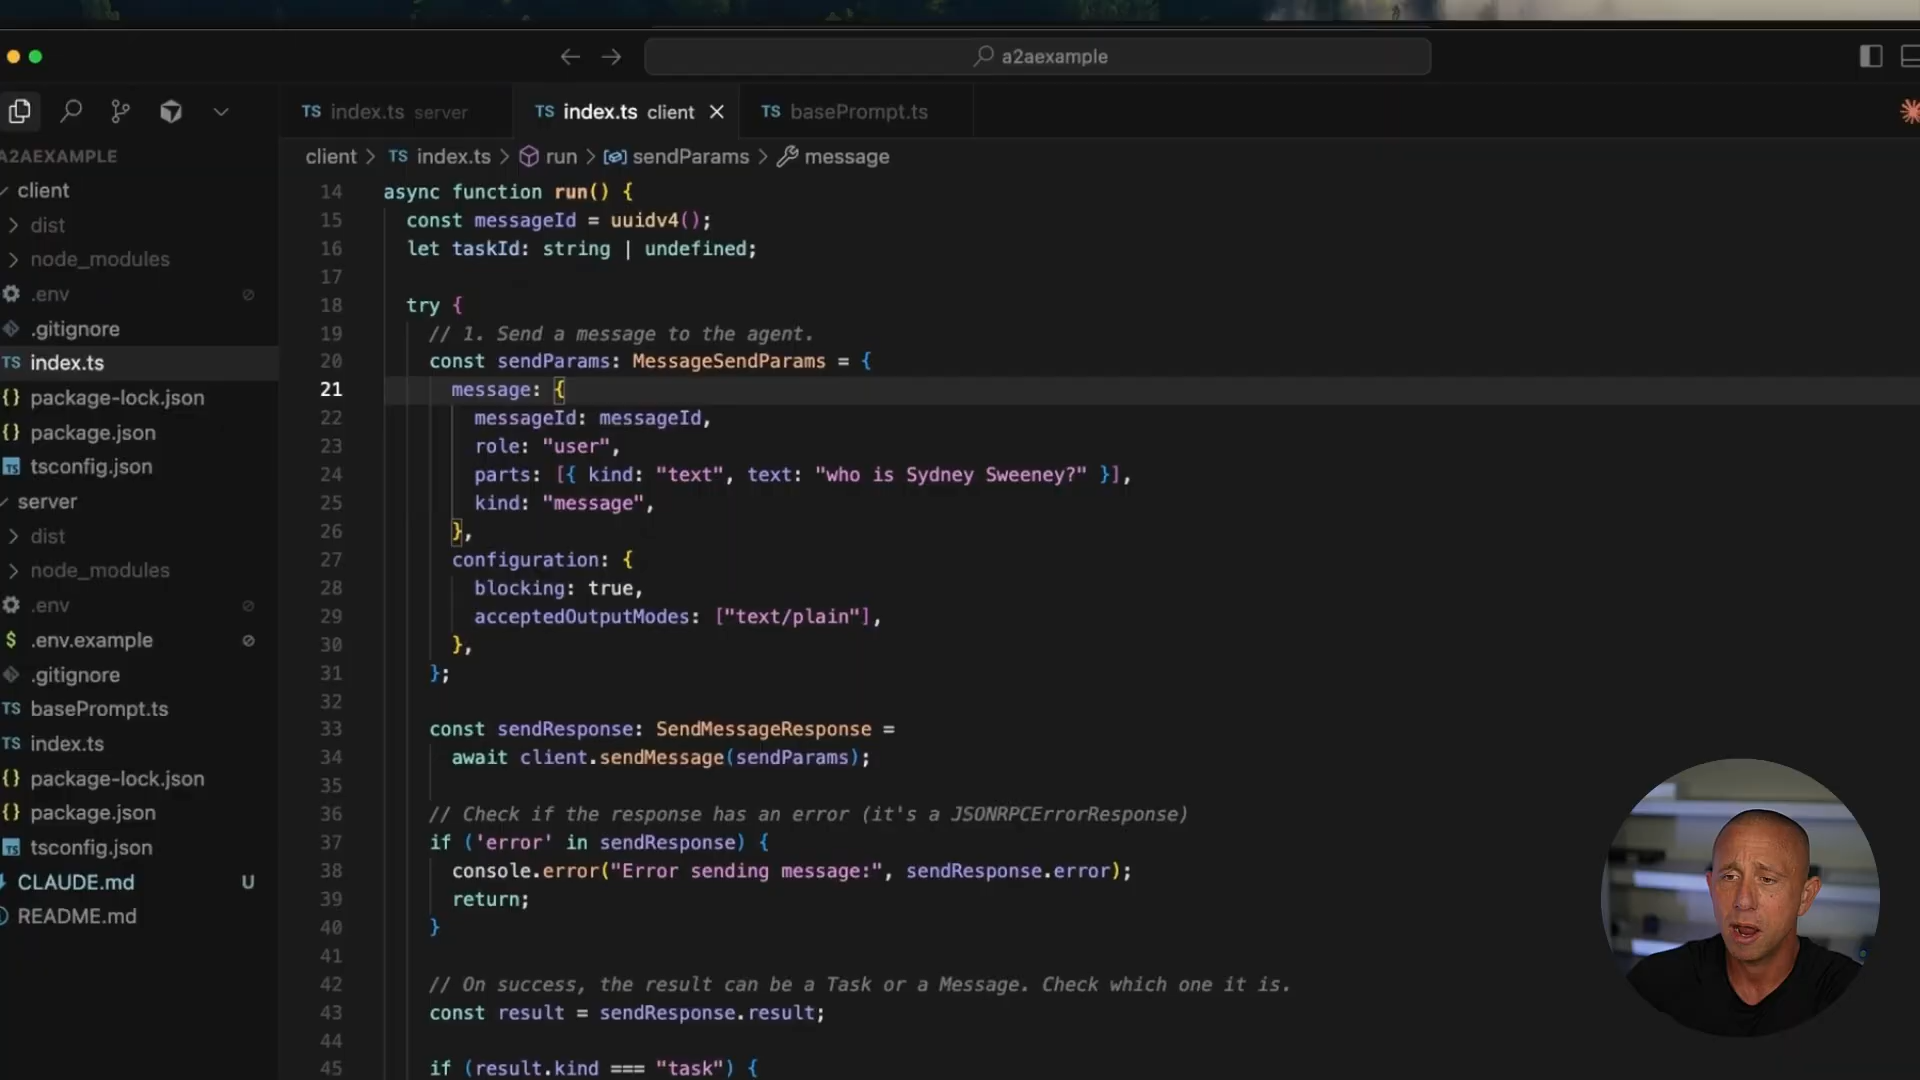 a2aexample
TS index.ts server
TS index.ts client
TS basePrompt.ts
client > TS index.ts > run > sendParams > message
A2AEXAMPLE
client
dist
node_modules
.env
.gitignore
TS index.ts
{} package-lock.json
{} package.json
TS tsconfig.json
server
dist
node_modules
.env
$ .env.example
.gitignore
TS basePrompt.ts
TS index.ts
{} package-lock.json
{} package.json
TS tsconfig.json
CLAUDE.md U
README.md
14 async function run() {
15 const messageId = uuidv4();
16 let taskId: string | undefined;
17
18 try {
19 // 1. Send a message to the agent.
20 const sendParams: MessageSendParams = {
21 message: {
22 messageId: messageId,
23 role: "user",
24 parts: [{ kind: "text", text: "who is Sydney Sweeney?" }],
25 kind: "message",
26 },
27 configuration: {
28 blocking: true,
29 acceptedOutputModes: ["text/plain"],
30 },
31 };
32
33 const sendResponse: SendMessageResponse =
34 await client.sendMessage(sendParams);
35
36 // Check if the response has an error (it's a JSONRPCErrorResponse)
37 if ('error' in sendResponse) {
38 console.error("Error sending message:", sendResponse.error);
39 return;
40 }
41
42 // On success, the result can be a Task or a Message. Check which one it is.
43 const result = sendResponse.result;
44
45 if (result.kind === "task") {